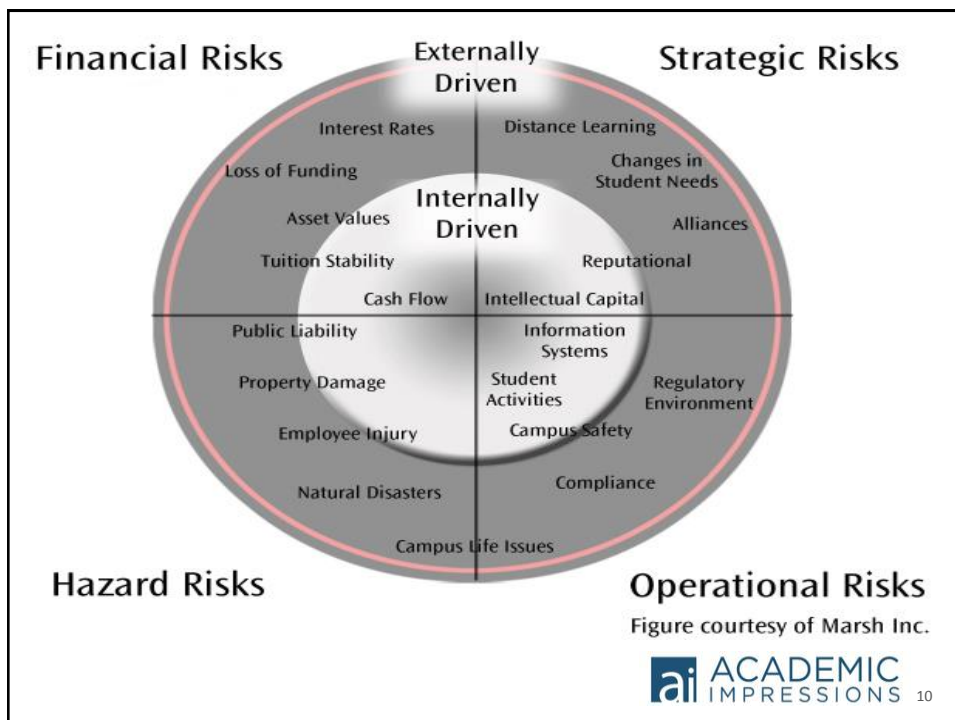 Financial Risks
Externally
Driven
Strategic Risks
Interest Rates
Distance Learning
Loss of Funding
Changes in
Student Needs
Asset Values
Internally
Driven
Alliances
Tuition Stability
Reputational
Cash Flow
Intellectual Capital
Public Liability
Information
Systems
Property Damage
Student
Activities
Regulatory
Environment
Employee Injury
Campus Safety
Natural Disasters
Compliance
Campus Life Issues
Hazard Risks
Operational Risks
Figure courtesy of Marsh Inc.
ai ACADEMIC
IMPRESSIONS
10